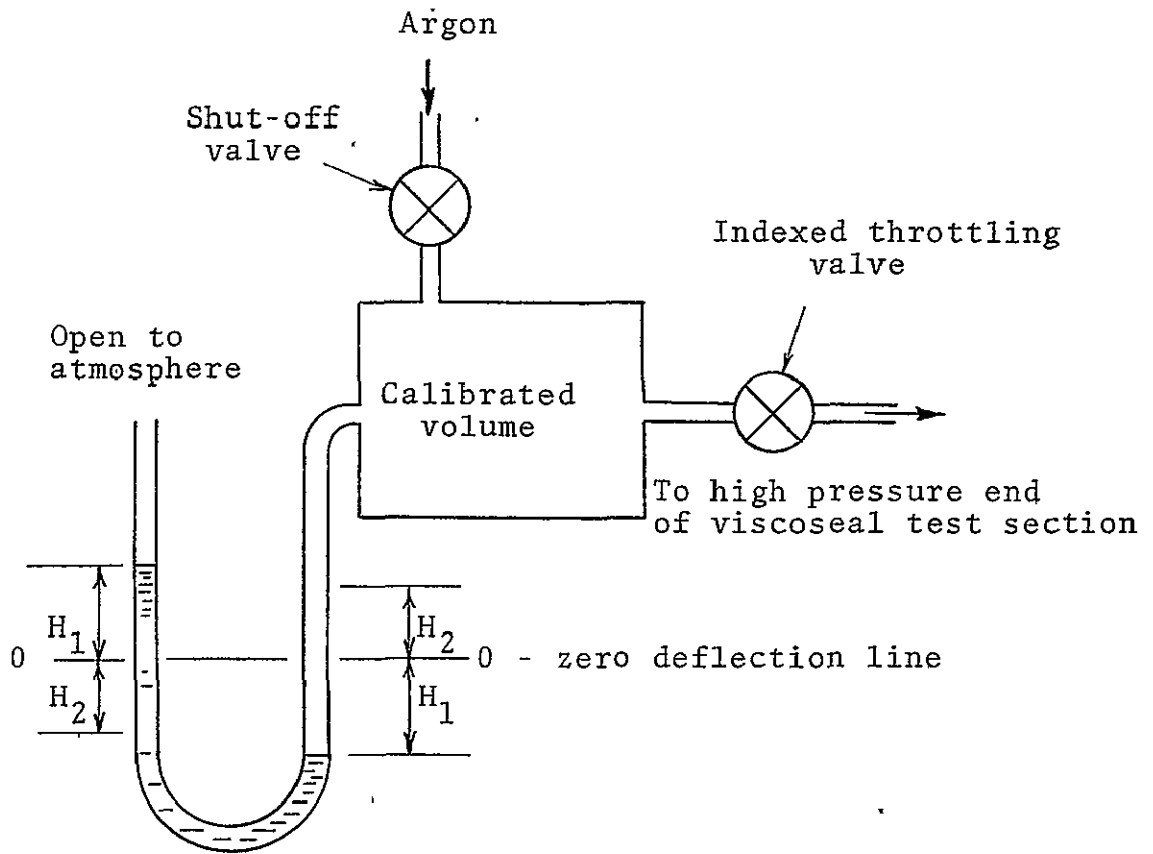 Argon
Shut-off
valve
Indexed throttling
valve
Open to
atmosphere
Calibrated
volume
To high pressure end
of viscoseal test section
H1
H2
0
0 - zero deflection line
H2
H1